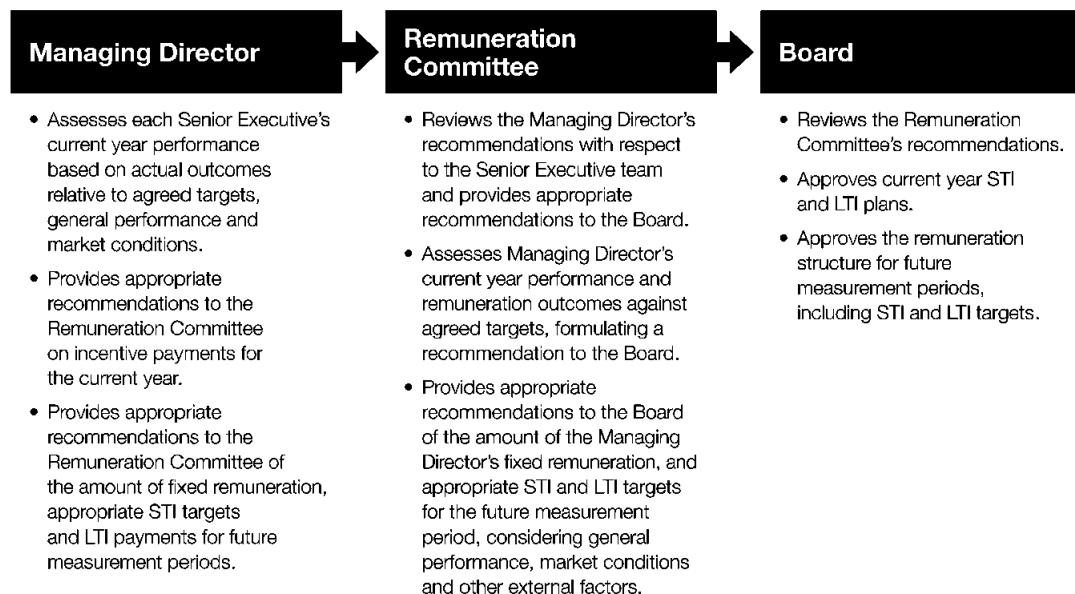 Managing Director
• Assesses each Senior Executive's
current year performance
based on actual outcomes
relative to agreed targets,
general performance and
market conditions.
• Provides appropriate
recommendations to the
Remuneration Committee
on incentive payments for
the current year.
• Provides appropriate
recommendations to the
Remuneration Committee of
the amount of fixed remuneration,
appropriate STI targets
and LTI payments for future
measurement periods.
Remuneration
Committee
• Reviews the Managing Director's
recommendations with respect
to the Senior Executive team
and provides appropriate
recommendations to the Board.
• Assesses Managing Director's
current year performance and
remuneration outcomes against
agreed targets, formulating a
recommendation to the Board.
• Provides appropriate
recommendations to the Board
of the amount of the Managing
Director's fixed remuneration, and
appropriate STI and LTI targets
for the future measurement
period, considering general
performance, market conditions
and other external factors.
Board
• Reviews the Remuneration
Committee's recommendations.
• Approves current year STI
and LTI plans.
• Approves the remuneration
structure for future
measurement periods,
including STI and LTI targets.